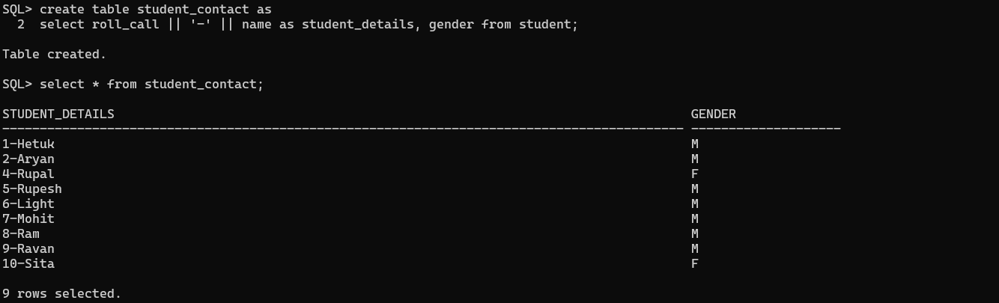 SQL> create table student_contact as
  2  select roll_call || '-' || name as student_details, gender from student;
Table created.
SQL> select * from student_contact;
STUDENT_DETAILS GENDER
------------------------------------------------------------------------------------------- --------------------
1-Hetuk M
2-Aryan M
4-Rupal F
5-Rupesh M
6-Light M
7-Mohit M
8-Ram M
9-Ravan M
10-Sita F
9 rows selected.